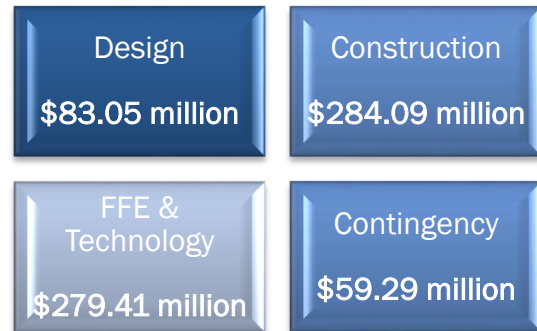 Design
$83.05 million
Construction
$284.09 million
FFE &
Technology
$279.41 million
Contingency
$59.29 million